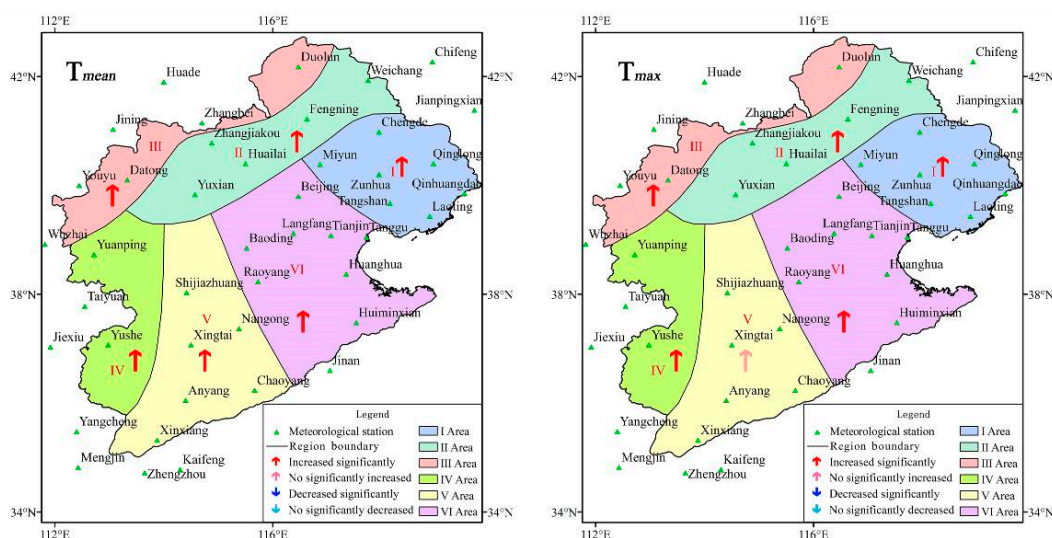 112°E 116°E
T mean
42°N
Chifeng
Duolun
Huade
Weichang
Jianpingxian
Zhangbei
Fengning
Jining
Chengde
Zhangjiakou
III
II
Huailai
Miyun
Qinglong
I
Datong
Youyu
Zunhua
Qinhuangdao
Yuxian
Beijing
Tangshan
Laoting
Wuzhai
Langfang
Tianjin
Tanggu
Yuanping
Baoding
VI
Huanghua
Shijiazhuang
Raoyang
38°N
Taiyuan
V
Nangong
Huiminxian
Xingtai
Jiexiu
Yushe
IV
Jinan
Chaoyang
Anyang
Yangcheng
Xinxiang
Mengjin
Kaifeng
Zhengzhou
34°N
Legend
Meteorological station
Region boundary
Increased significantly
No significantly increased
Decreased significantly
No significantly decreased
I Area
II Area
III Area
IV Area
V Area
VI Area
112°E 116°E
112°E 116°E
T max
42°N
Chifeng
Duolun
Huade
Weichang
Jianpingxian
Zhangbei
Fengning
Jining
Chengde
Zhangjiakou
III
II
Huailai
Miyun
Qinglong
I
Datong
Youyu
Zunhua
Qinhuangdao
Yuxian
Beijing
Tangshan
Laoting
Wuzhai
Langfang
Tianjin
Tanggu
Yuanping
Baoding
VI
Huanghua
Shijiazhuang
Raoyang
38°N
Taiyuan
V
Nangong
Huiminxian
Xingtai
Jiexiu
Yushe
IV
Jinan
Chaoyang
Anyang
Yangcheng
Xinxiang
Mengjin
Kaifeng
Zhengzhou
34°N
Legend
Meteorological station
Region boundary
Increased significantly
No significantly increased
Decreased significantly
No significantly decreased
I Area
II Area
III Area
IV Area
V Area
VI Area
112°E 116°E